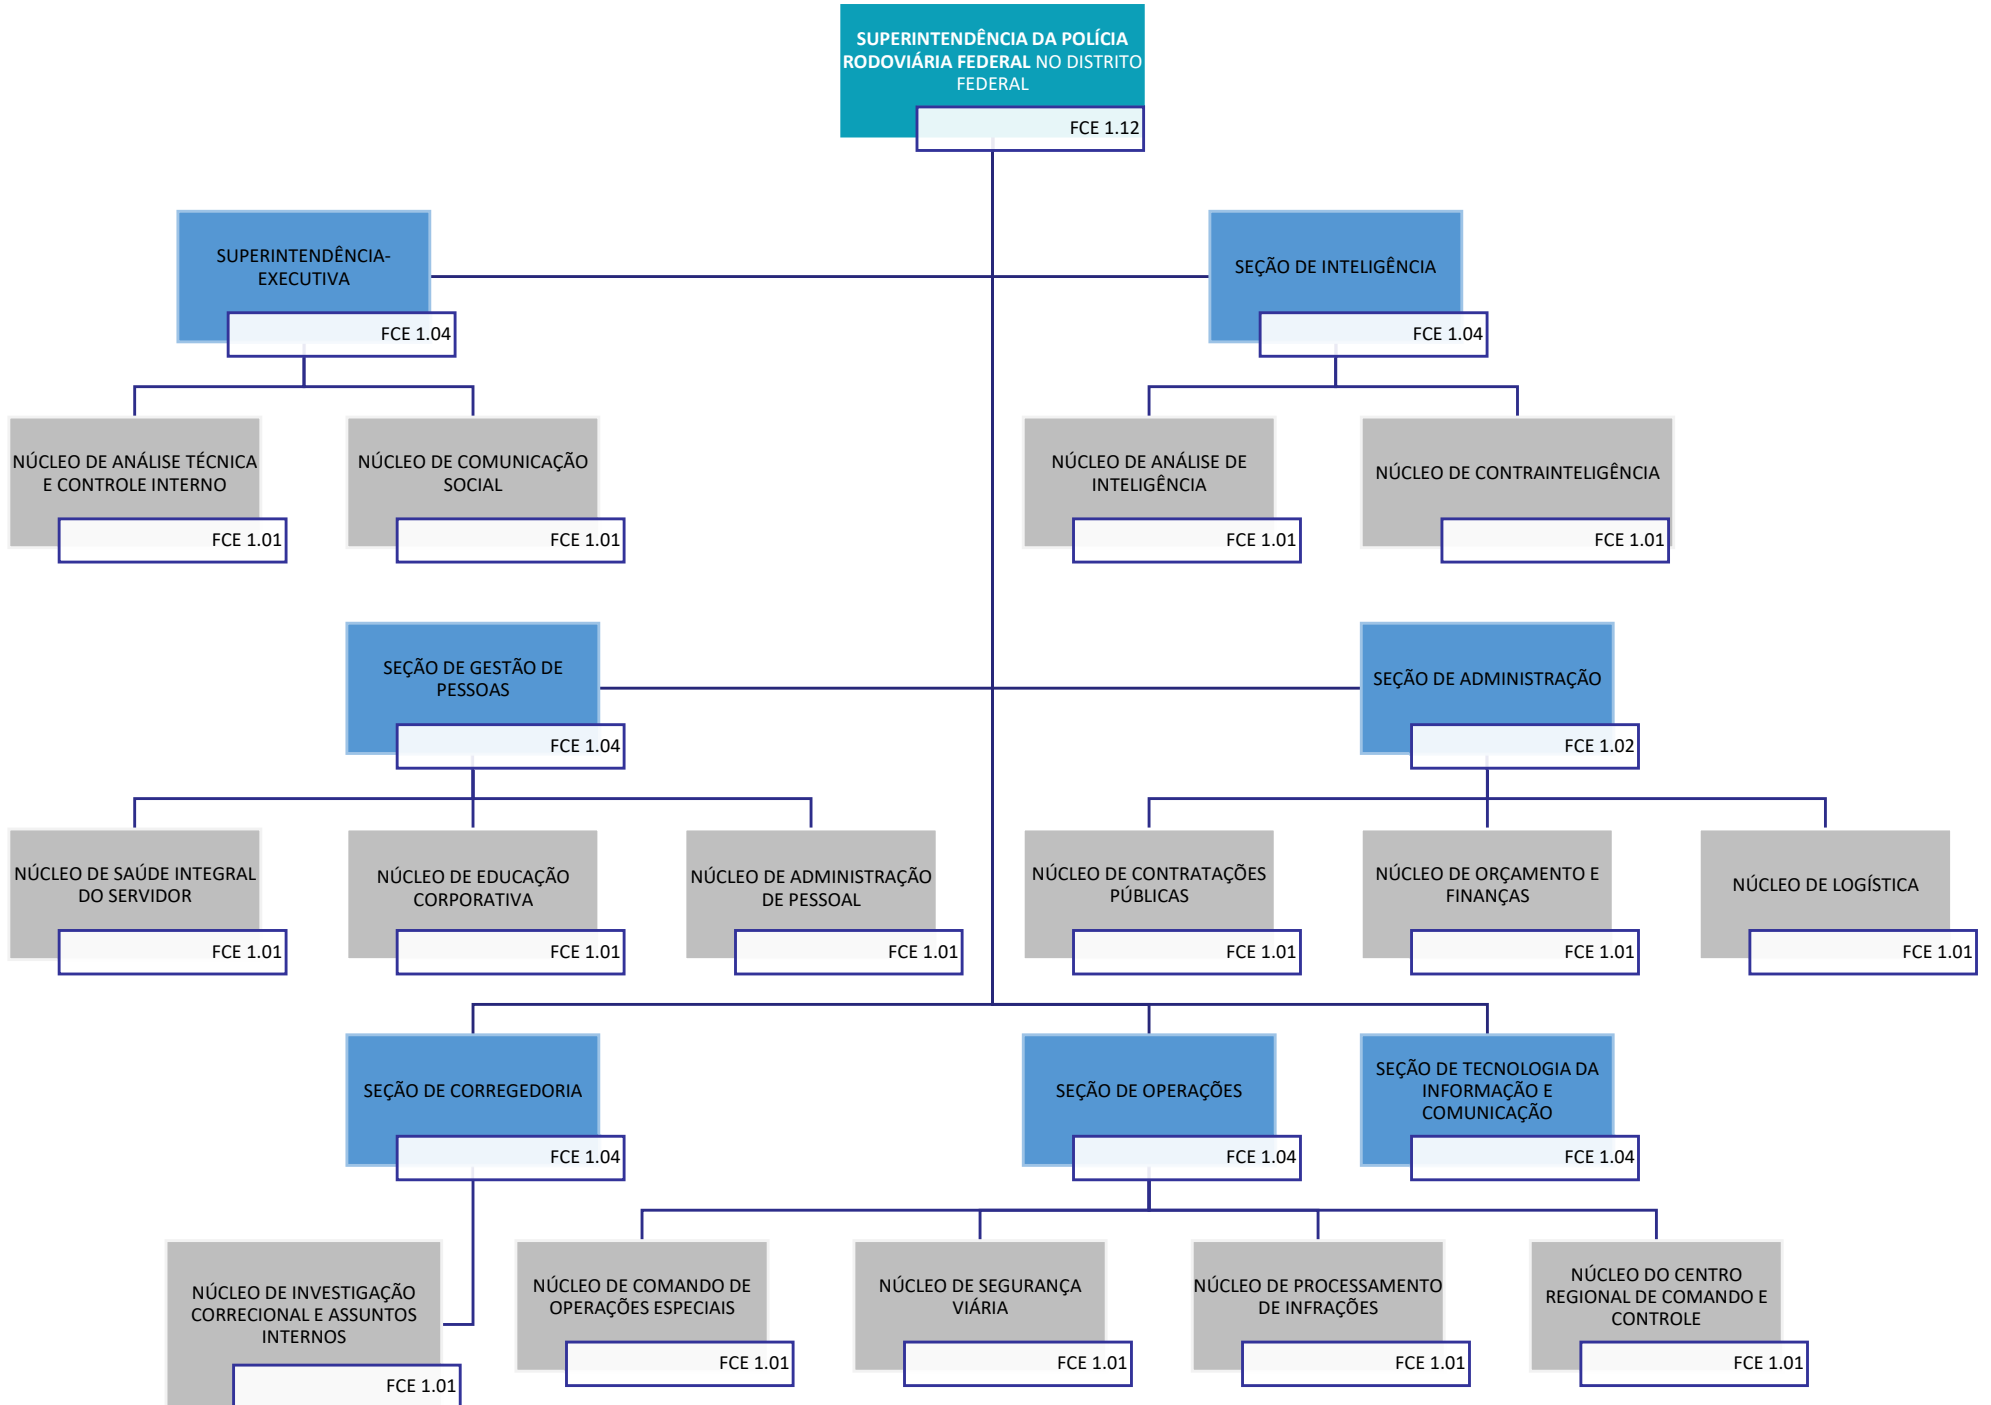 SUPERINTENDÊNCIA DA POLÍCIA
RODOVIÁRIA FEDERAL NO DISTRITO
FEDERAL
FCE 1.12
SUPERINTENDÊNCIA-
EXECUTIVA
FCE 1.04
SEÇÃO DE INTELIGÊNCIA
FCE 1.04
NÚCLEO DE ANÁLISE TÉCNICA
E CONTROLE INTERNO
FCE 1.01
NÚCLEO DE COMUNICAÇÃO
SOCIAL
FCE 1.01
NÚCLEO DE ANÁLISE DE
INTELIGÊNCIA
FCE 1.01
NÚCLEO DE CONTRAINTELIGÊNCIA
FCE 1.01
SEÇÃO DE GESTÃO DE
PESSOAS
FCE 1.04
SEÇÃO DE ADMINISTRAÇÃO
FCE 1.02
NÚCLEO DE SAÚDE INTEGRAL
DO SERVIDOR
FCE 1.01
NÚCLEO DE EDUCAÇÃO
CORPORATIVA
FCE 1.01
NÚCLEO DE ADMINISTRAÇÃO
DE PESSOAL
FCE 1.01
NÚCLEO DE CONTRATAÇÕES
PÚBLICAS
FCE 1.01
NÚCLEO DE ORÇAMENTO E
FINANÇAS
FCE 1.01
NÚCLEO DE LOGÍSTICA
FCE 1.01
SEÇÃO DE CORREGEDORIA
FCE 1.04
SEÇÃO DE OPERAÇÕES
FCE 1.04
SEÇÃO DE TECNOLOGIA DA
INFORMAÇÃO E
COMUNICAÇÃO
FCE 1.04
NÚCLEO DE INVESTIGAÇÃO
CORRECIONAL E ASSUNTOS
INTERNOS
FCE 1.01
NÚCLEO DE COMANDO DE
OPERAÇÕES ESPECIAIS
FCE 1.01
NÚCLEO DE SEGURANÇA
VIÁRIA
FCE 1.01
NÚCLEO DE PROCESSAMENTO
DE INFRAÇÕES
FCE 1.01
NÚCLEO DO CENTRO
REGIONAL DE COMANDO E
CONTROLE
FCE 1.01